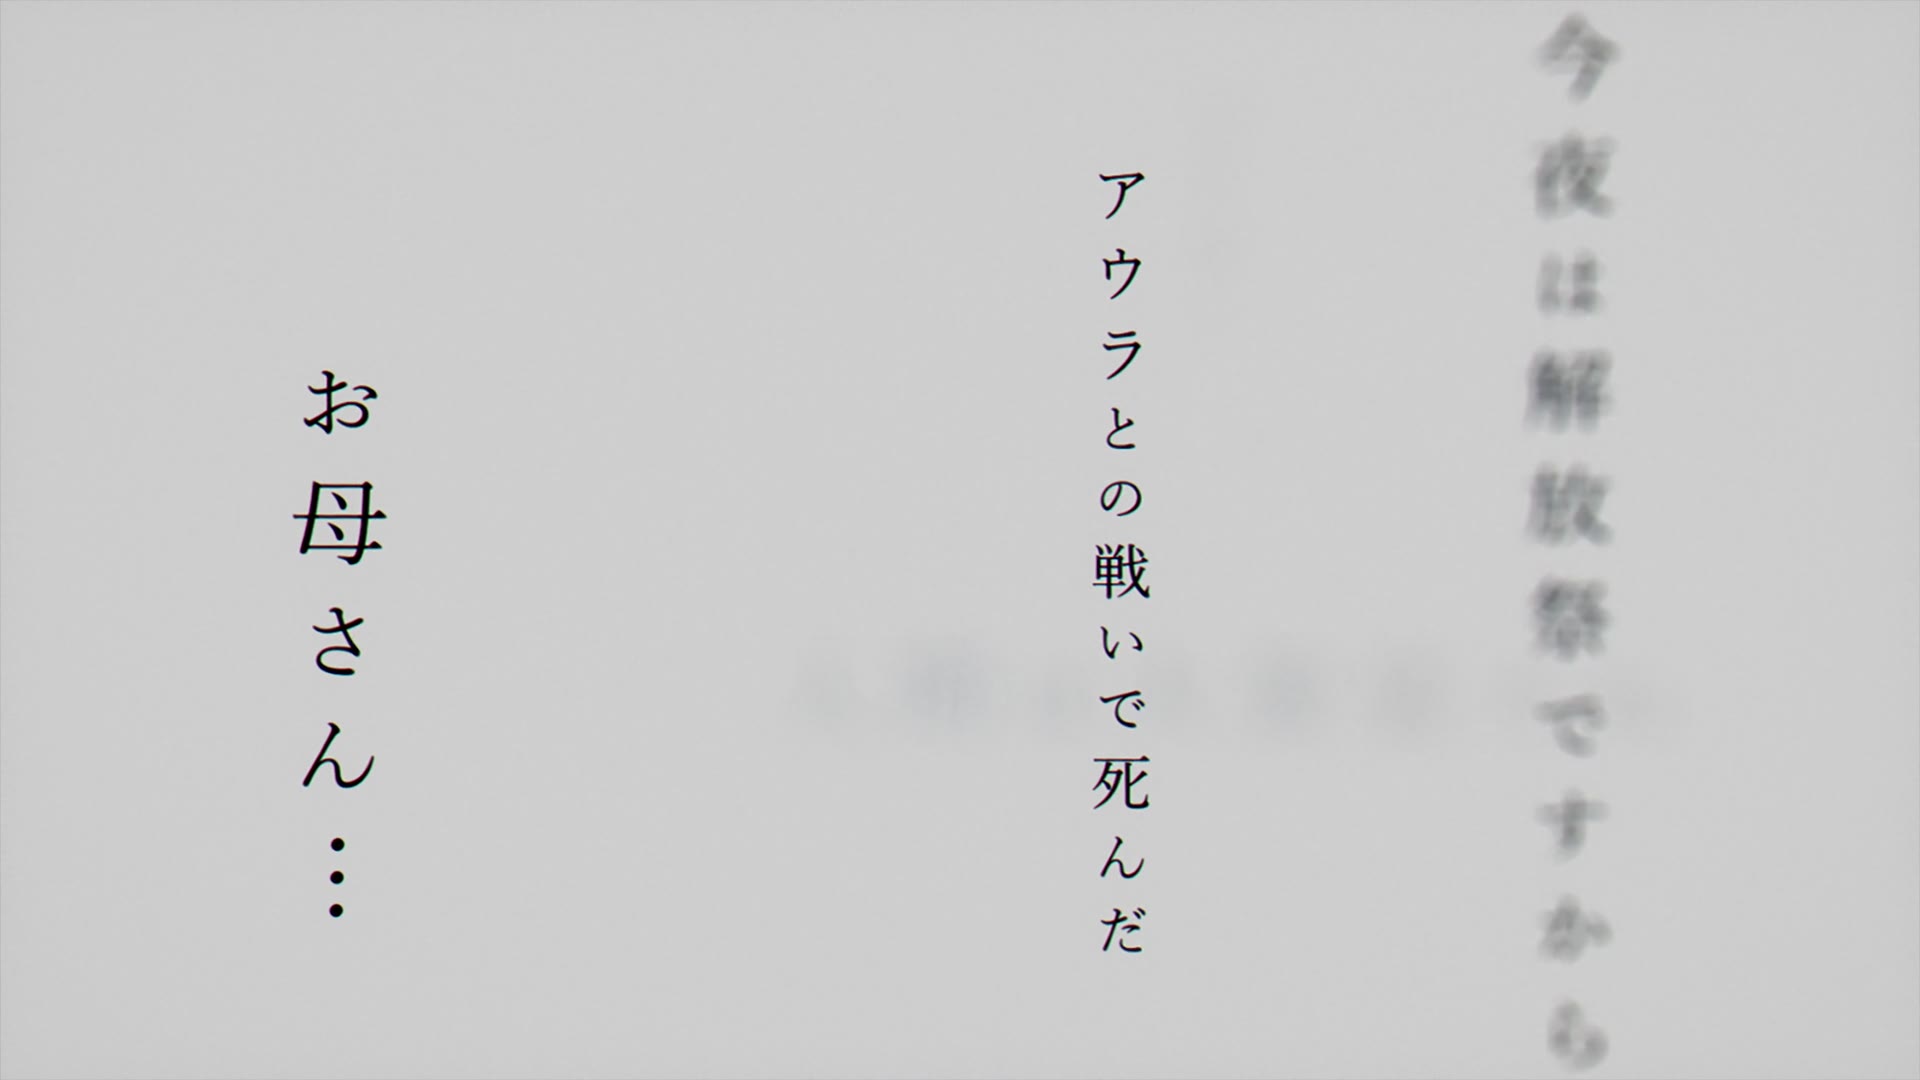 今夜は解放祭ですから
アウラとの戦いで死んだ
お母さん…